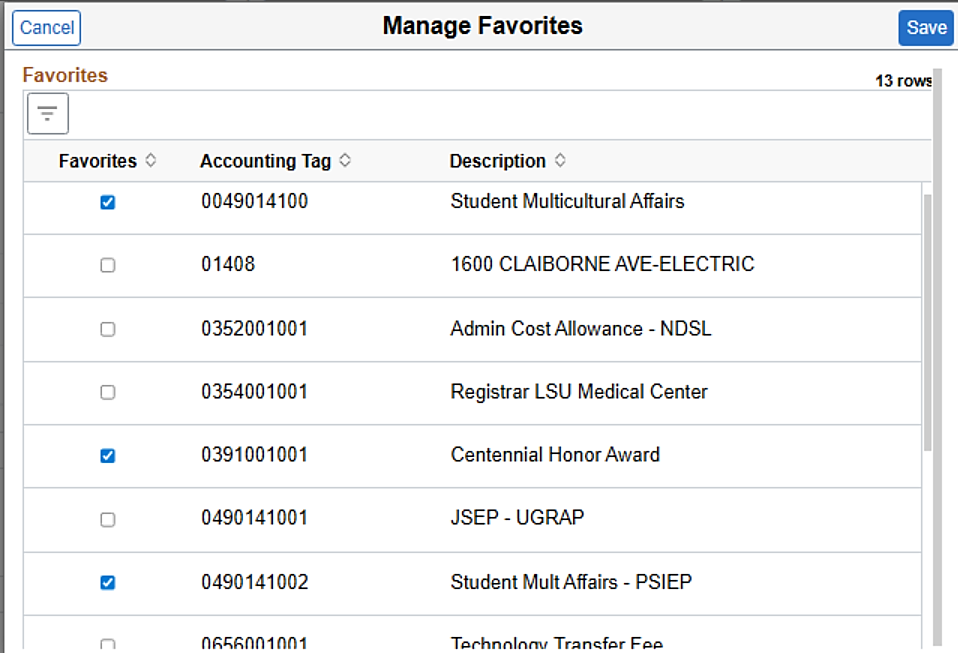 Cancel Manage Favorites Save
Favorites
13 rows
Favorites Accounting Tag Description
0049014100 Student Multicultural Affairs
01408 1600 CLAIBORNE AVE-ELECTRIC
0352001001 Admin Cost Allowance - NDSL
0354001001 Registrar LSU Medical Center
0391001001 Centennial Honor Award
0490141001 JSEP - UGRAP
0490141002 Student Mult Affairs - PSIEP
0656001001 Technology Transfer Fee